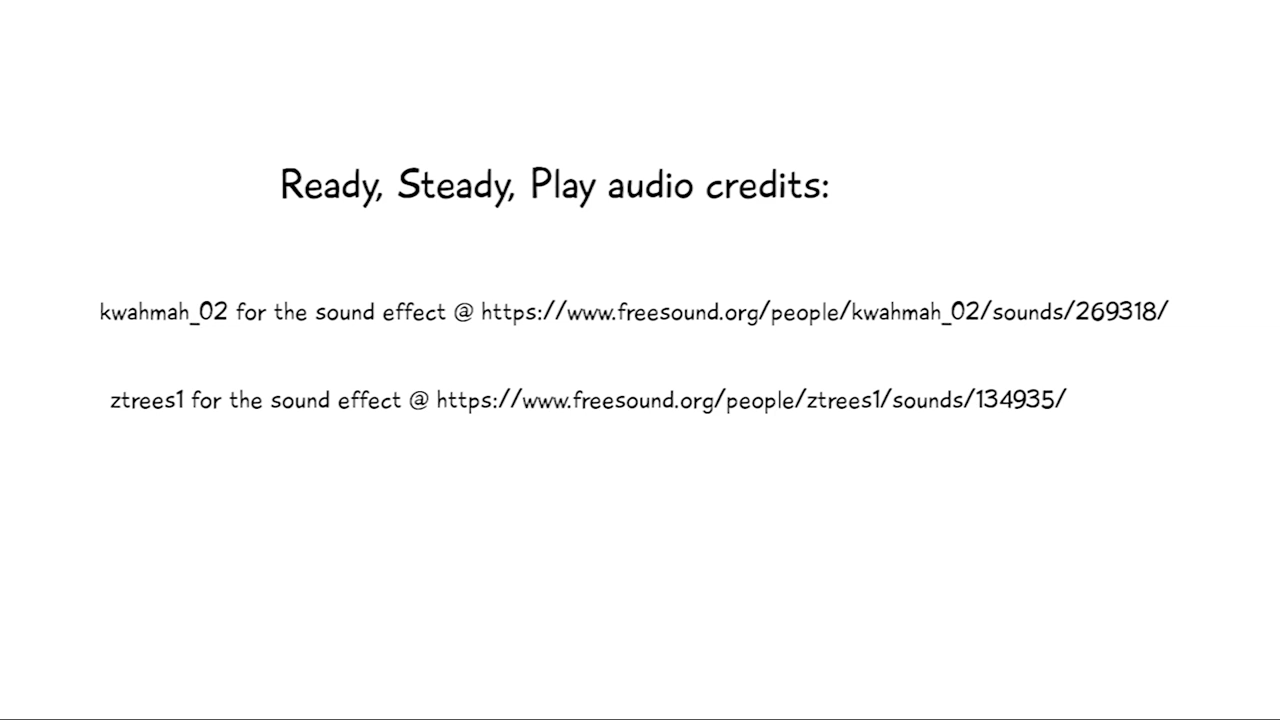 Ready, Steady, Play audio credits:
kwahmah_02 for the sound effect @ https://www.freesound.org/people/kwahmah_02/sounds/269318/
ztrees1 for the sound effect @ https://www.freesound.org/people/ztrees1/sounds/134935/